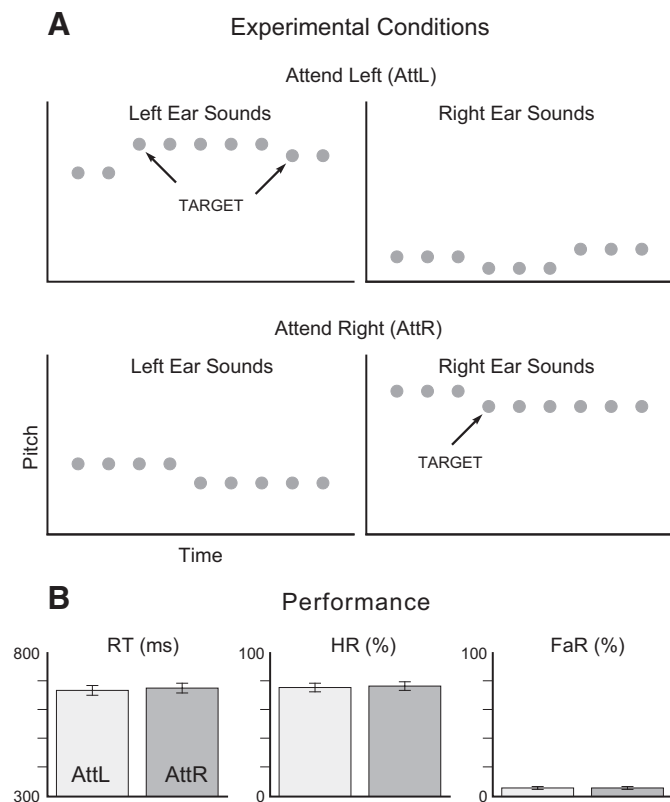 A
Experimental Conditions
Attend Left (AttL)
Left Ear Sounds
Right Ear Sounds
TARGET
Attend Right (AttR)
Left Ear Sounds
Right Ear Sounds
TARGET
Pitch
Time
B
Performance
RT (ms)
800
300
AttL
AttR
HR (%)
100
0
FaR (%)
100
0